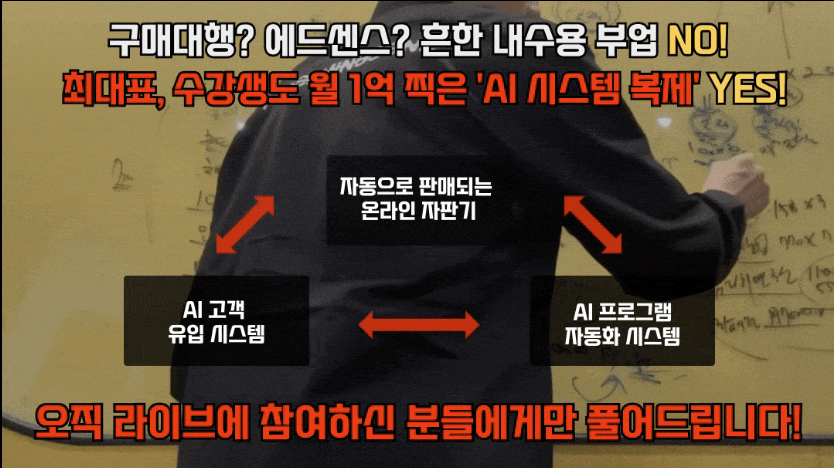 구매대행? 에드센스? 흔한 내수용 부업 NO!
최대표, 수강생도 월 1억 찍은 'AI 시스템 복제' YES!
자동으로 판매되는
온라인 자판기
AI 고객
유입 시스템
AI 프로그램
자동화 시스템
오직 라이브에 참여하신 분들에게만 풀어드립니다!